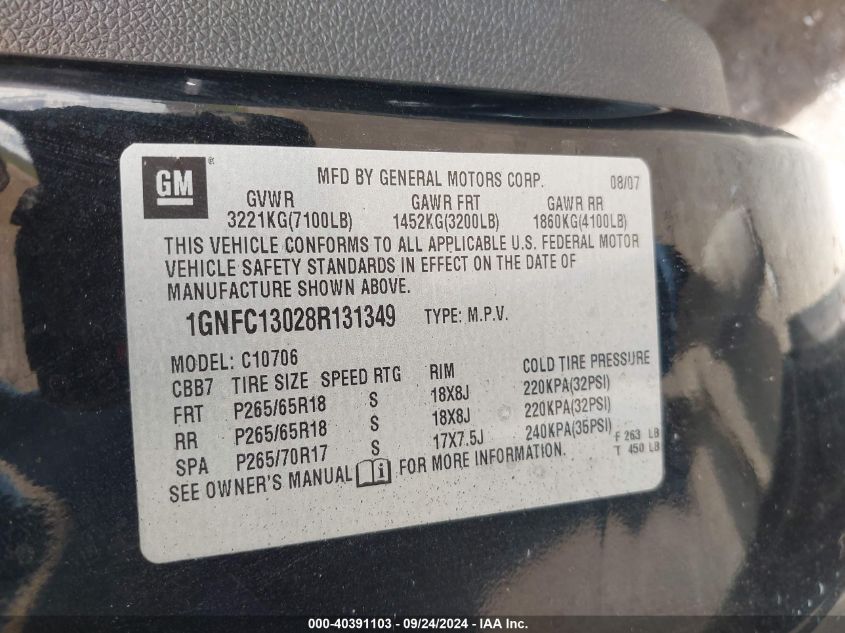 GM ® MFD BY GENERAL MOTORS CORP. 08/07
GVWR GAWR FRT GAWR RR
3221KG(7100LB) 1452KG(3200LB) 1860KG(4100LB)
THIS VEHICLE CONFORMS TO ALL APPLICABLE U.S. FEDERAL MOTOR
VEHICLE SAFETY STANDARDS IN EFFECT ON THE DATE OF
MANUFACTURE SHOWN ABOVE.
1GNFC13028R131349 TYPE: M.P.V.
MODEL: C10706
CBB7 TIRE SIZE SPEED RTG RIM COLD TIRE PRESSURE
FRT P265/65R18 S 18X8J 220KPA(32PSI)
RR P265/65R18 S 18X8J 220KPA(32PSI)
SPA P265/70R17 S 17X7.5J 240KPA(35PSI)
SEE OWNER'S MANUAL FOR MORE INFORMATION.
F 263 LB
T 450 LB
000-40391103 - 09/24/2024 - IAA Inc.